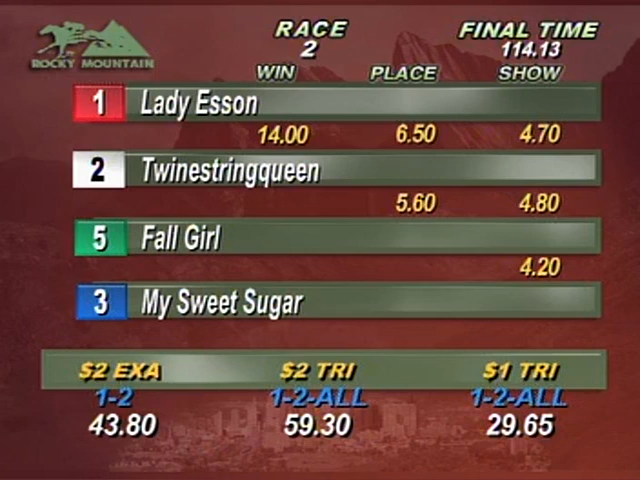 ROCKY MOUNTAIN
RACE
2
FINAL TIME
114.13
WIN PLACE SHOW
1 Lady Esson
14.00 6.50 4.70
2 Twinestringqueen
5.60 4.80
5 Fall Girl
4.20
3 My Sweet Sugar
$2 EXA $2 TRI $1 TRI
1-2 1-2-ALL 1-2-ALL
43.80 59.30 29.65